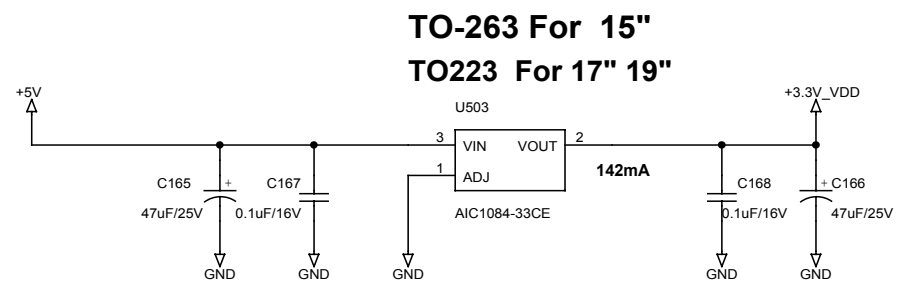 TO-263 For 15"
TO223 For 17" 19"
+5V
U503
+3.3V_VDD
3
VIN
VOUT
2
1
ADJ
142mA
C165
+
C167
C168
+
C166
47uF/25V
0.1uF/16V
AIC1084-33CE
0.1uF/16V
47uF/25V
GND
GND
GND
GND
GND